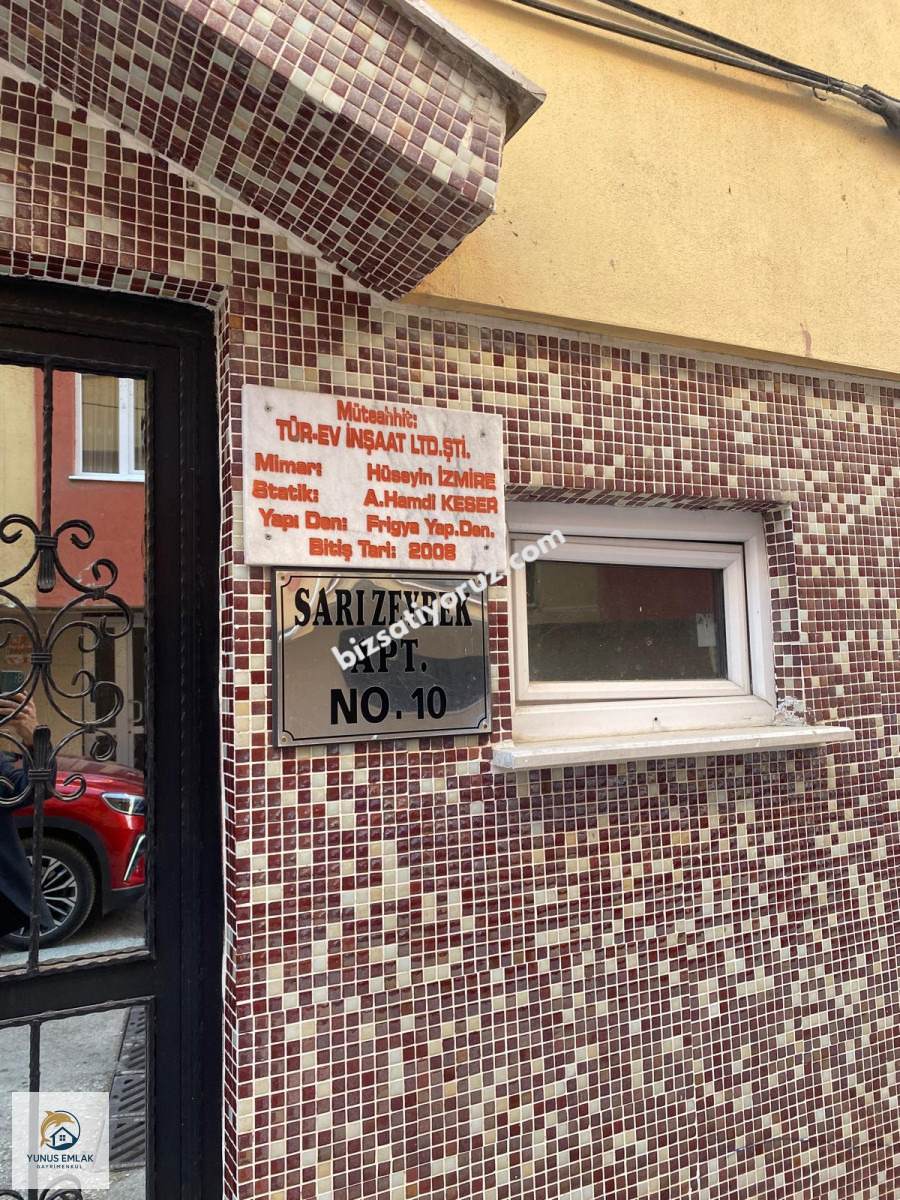 Müteahhit:
TÜR-EV İNŞAAT LTD.ŞTİ.
Mimar: Hüseyin İZMİRE
Statik: A.Hamdi KESER
Yapı Den: Frigya Yap.Den.
Bitiş Tari: 2008
SARI ZEYBEK
APT.
NO. 10
bizsatiyoruz.com
YUNUS EMLAK
GAYRİMENKUL